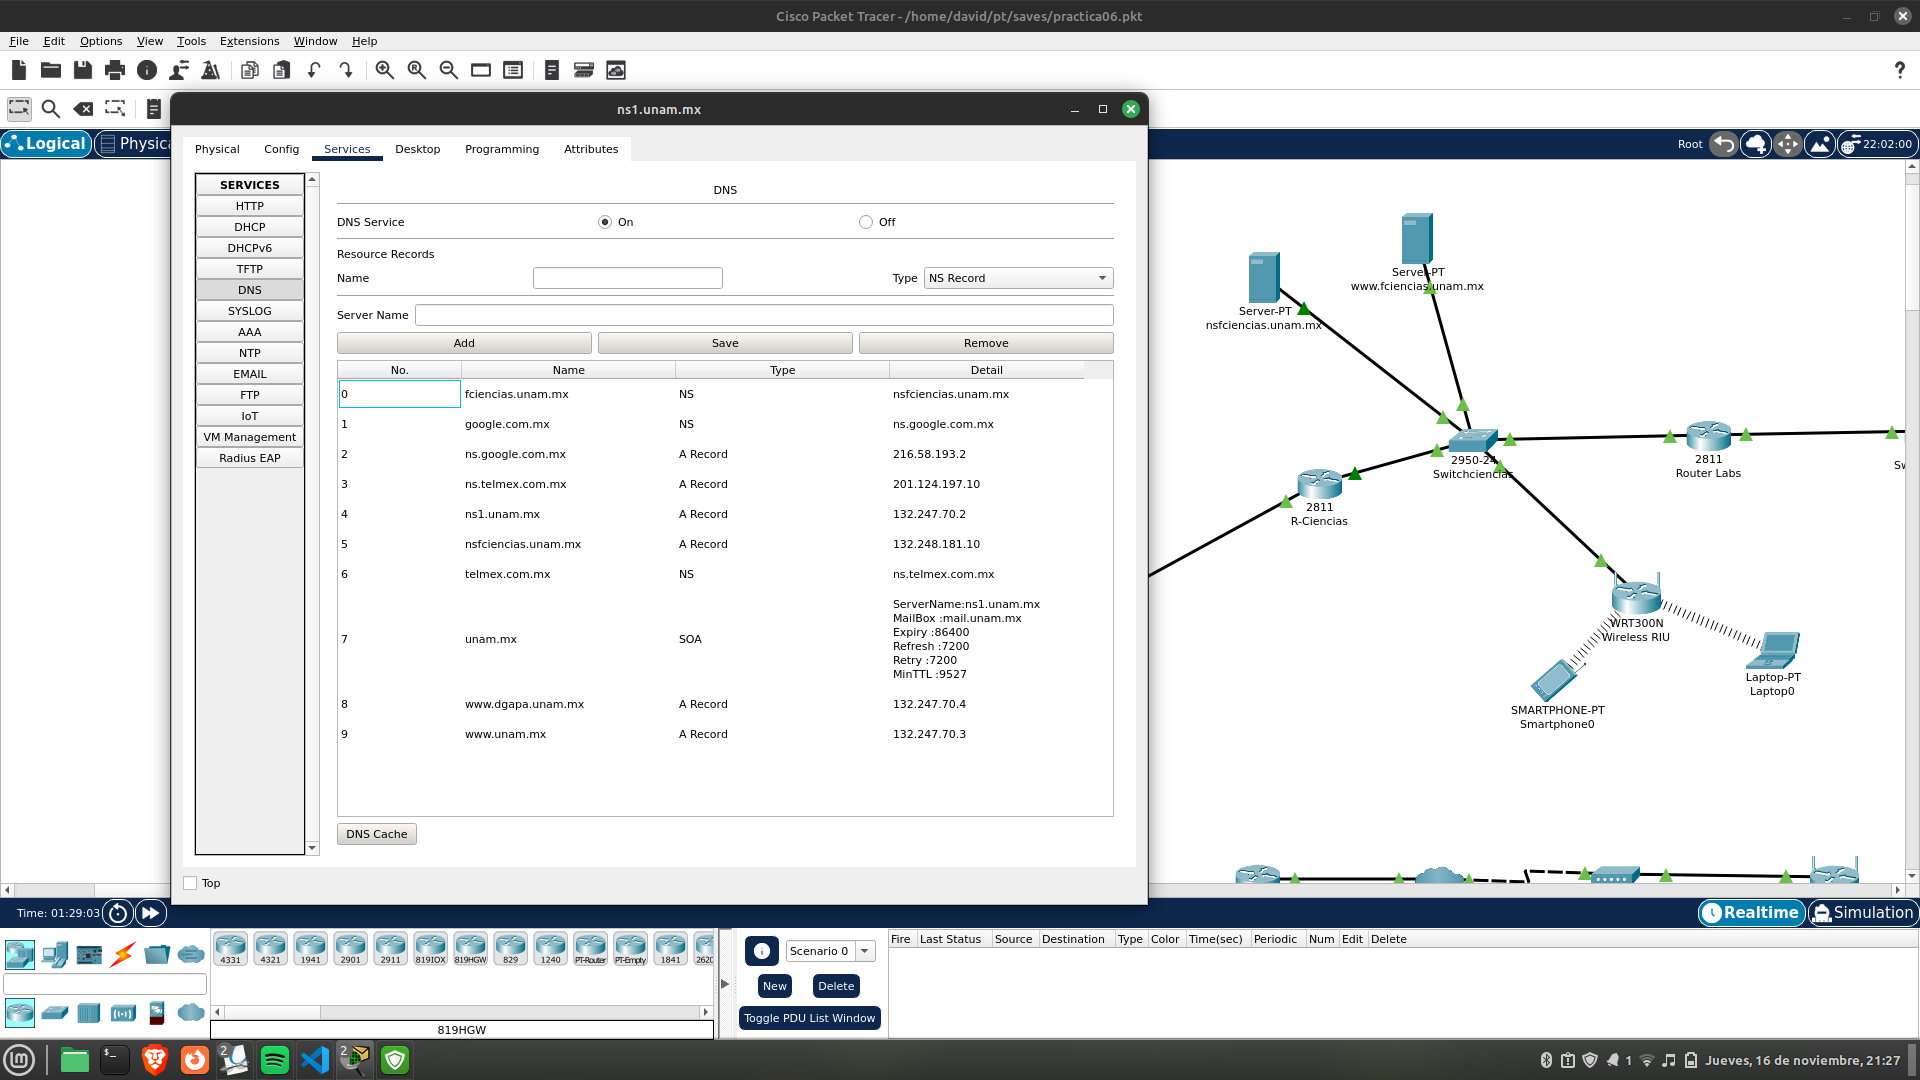 Cisco Packet Tracer - /home/david/pt/saves/practica06.pkt
File Edit Options View Tools Extensions Window Help
?
ns1.unam.mx
Logical
Physica
Root
22:02:00
Physical Config Services Desktop Programming Attributes
SERVICES
HTTP
DHCP
DHCPv6
TFTP
DNS
SYSLOG
AAA
NTP
EMAIL
FTP
IoT
VM Management
Radius EAP
DNS
DNS Service On Off
Resource Records
Name Type NS Record
Server Name
Add Save Remove
No. Name Type Detail
0 fciencias.unam.mx NS nsfciencias.unam.mx
1 google.com.mx NS ns.google.com.mx
2 ns.google.com.mx A Record 216.58.193.2
3 ns.telmex.com.mx A Record 201.124.197.10
4 ns1.unam.mx A Record 132.247.70.2
5 nsfciencias.unam.mx A Record 132.248.181.10
6 telmex.com.mx NS ns.telmex.com.mx
7 unam.mx SOA
ServerName:ns1.unam.mx
MailBox :mail.unam.mx
Expiry :86400
Refresh :7200
Retry :7200
MinTTL :9527
8 www.dgapa.unam.mx A Record 132.247.70.4
9 www.unam.mx A Record 132.247.70.3
DNS Cache
Top
Server-PT
www.fciencias.unam.mx
Server-PT
nsfciencias.unam.mx
2950-24
Switchciencias
2811
Router Labs
Sw
2811
R-Ciencias
WRT300N
Wireless RIU
Laptop-PT
Laptop0
SMARTPHONE-PT
Smartphone0
Time: 01:29:03
Realtime
Simulation
4331 4321 1941 2901 2911 819IOX 819HGW 829 1240 PT-Router PT-Empty 1841 2620
819HGW
Scenario 0
New Delete
Toggle PDU List Window
Fire Last Status Source Destination Type Color Time(sec) Periodic Num Edit Delete
2
2
1
Jueves, 16 de noviembre, 21:27